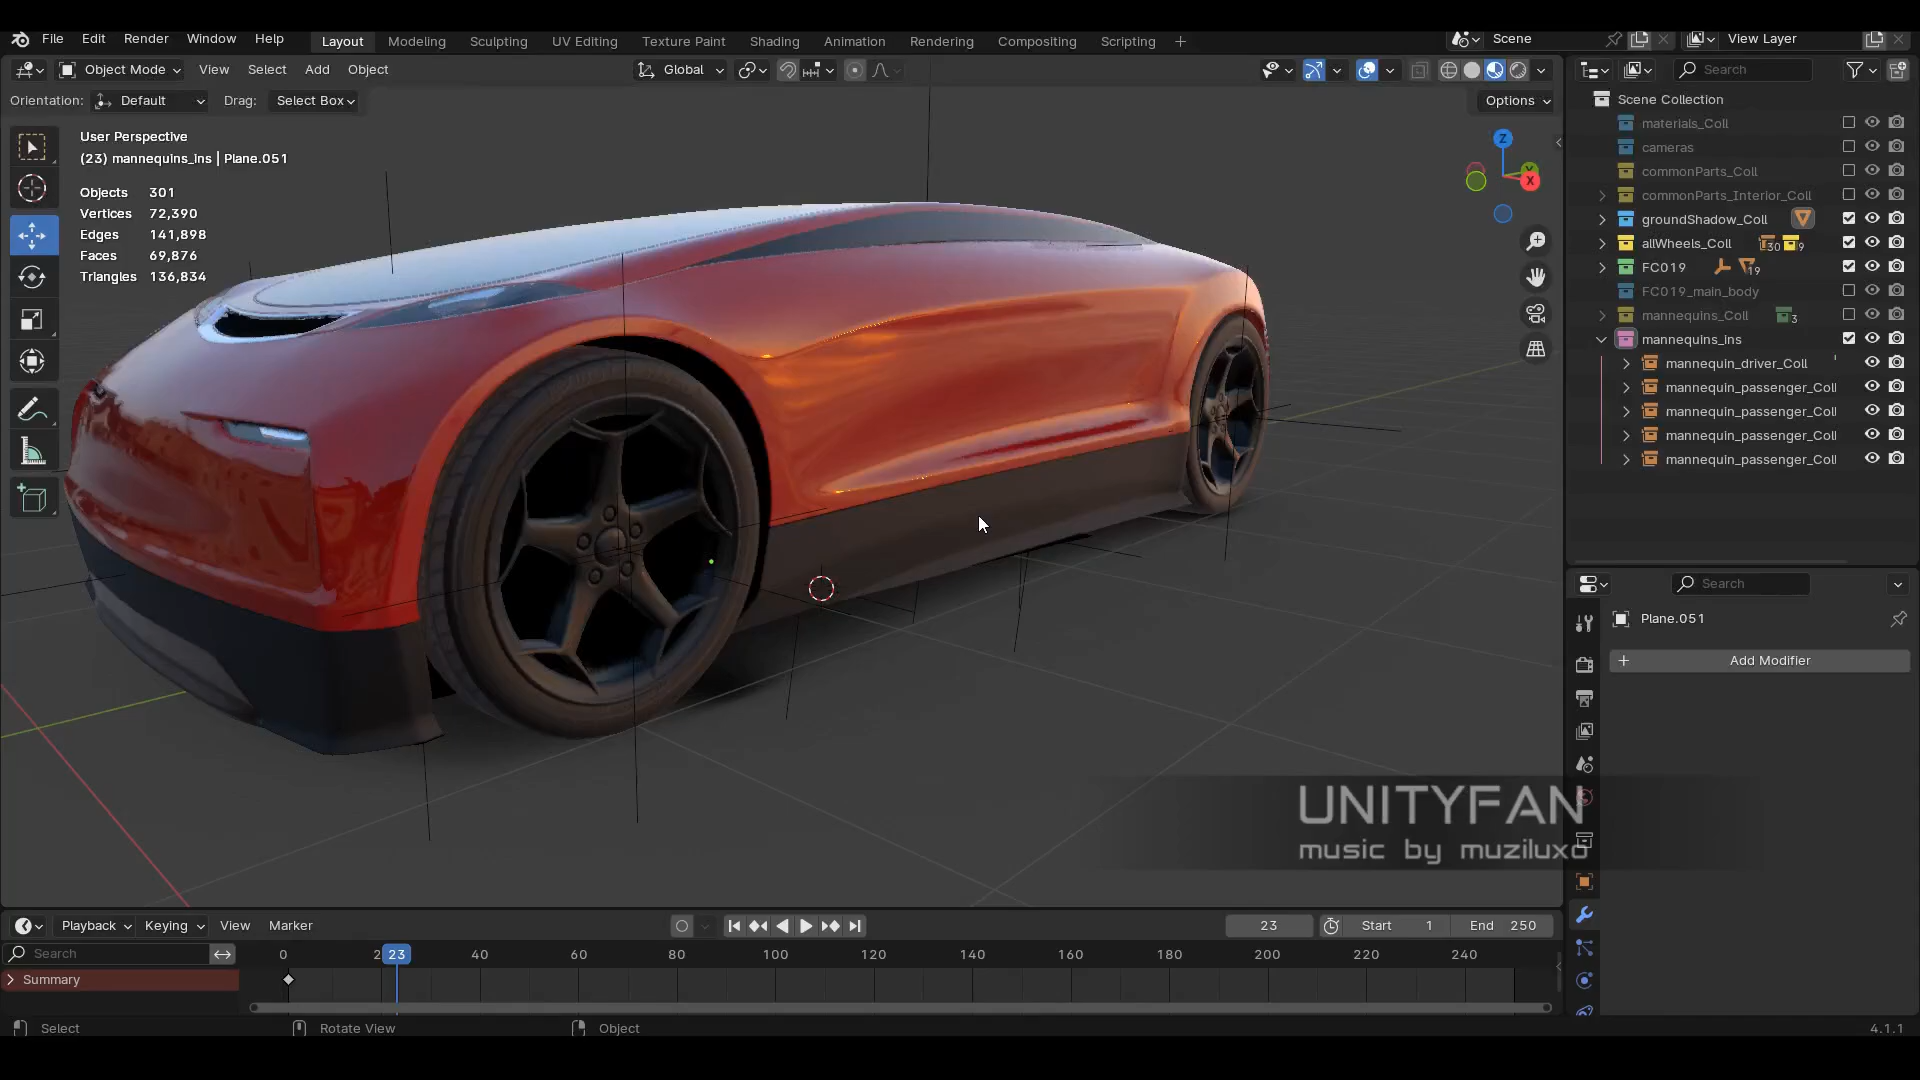 File Edit Render Window Help Layout Modeling Sculpting UV Editing Texture Paint Shading Animation Rendering Compositing Scripting Scene View Layer
Object Mode View Select Add Object Global Search
Orientation: Default Drag: Select Box Options
User Perspective
(23) mannequins_ins | Plane.051
Objects 301
Vertices 72,390
Edges 141,898
Faces 69,876
Triangles 136,834
Z
Y
X
Scene Collection
materials_Coll
cameras
commonParts_Coll
commonParts_Interior_Coll
groundShadow_Coll
allWheels_Coll 30 9
FC019 19
FC019_main_body
mannequins_Coll 3
mannequins_ins
mannequin_driver_Coll
mannequin_passenger_Coll
mannequin_passenger_Coll
mannequin_passenger_Coll
mannequin_passenger_Coll
Search
Plane.051
Add Modifier
UNITYFAN
music by muziluxo
Playback Keying View Marker 23 Start 1 End 250
Search 0 2 23 40 60 80 100 120 140 160 180 200 220 240
Summary
Select Rotate View Object 4.1.1